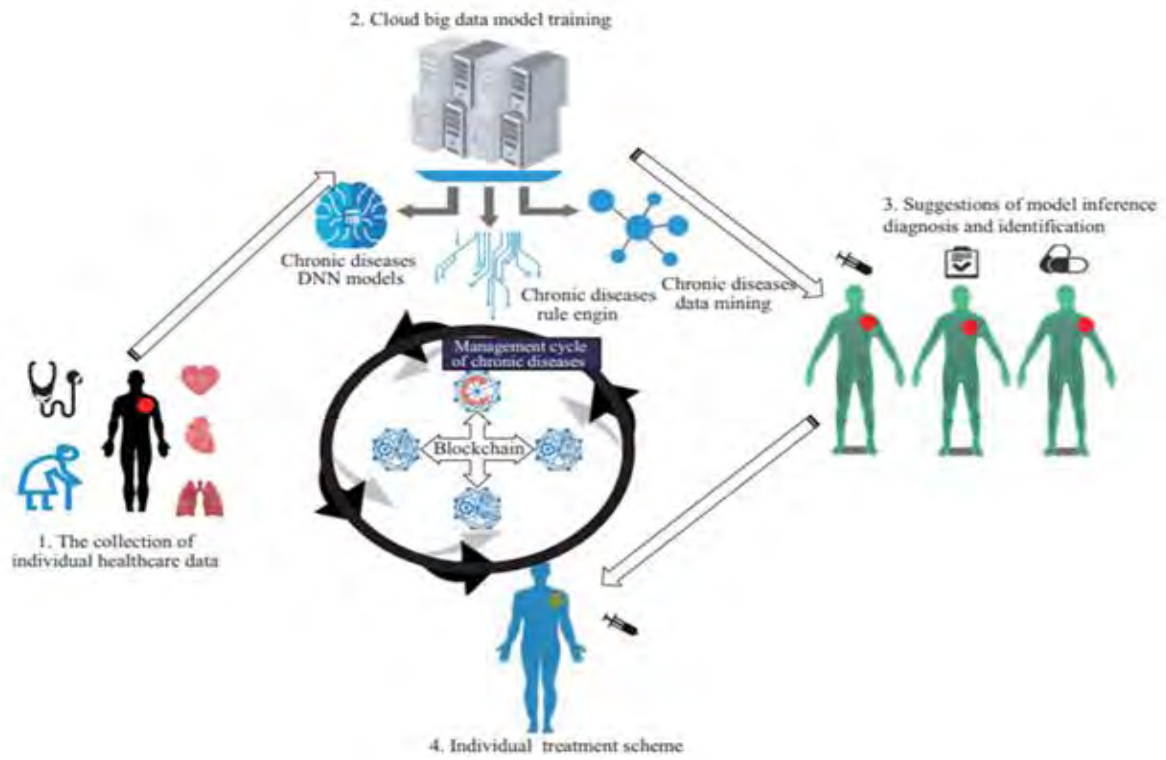 2. Cloud big data model training
3. Suggestions of model inference
diagnosis and identification
Chronic diseases
DNN models
Chronic diseases
rule engin
Chronic diseases
data mining
Management cycle
of chronic diseases
Blockchain
1. The collection of
individual healthcare data
4. Individual treatment scheme